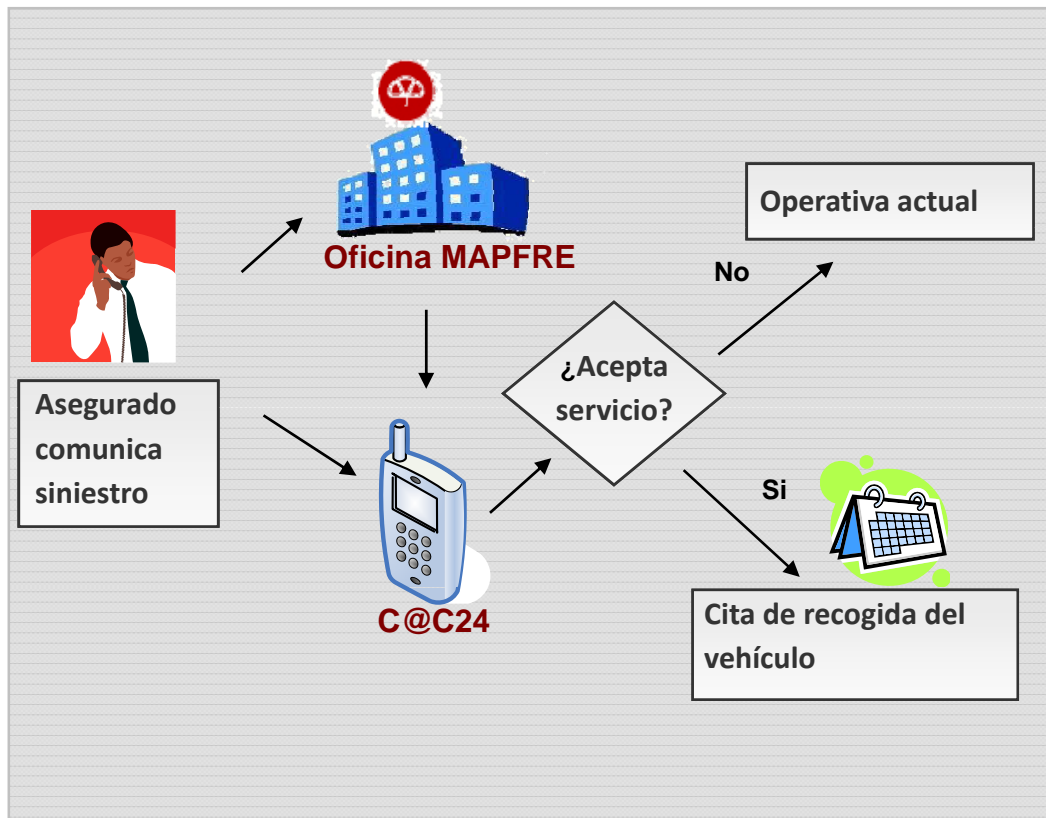 Oficina MAPFRE
Asegurado
comunica
siniestro
C@C24
¿Acepta
servicio?
No
Operativa actual
Si
Cita de recogida del
vehículo